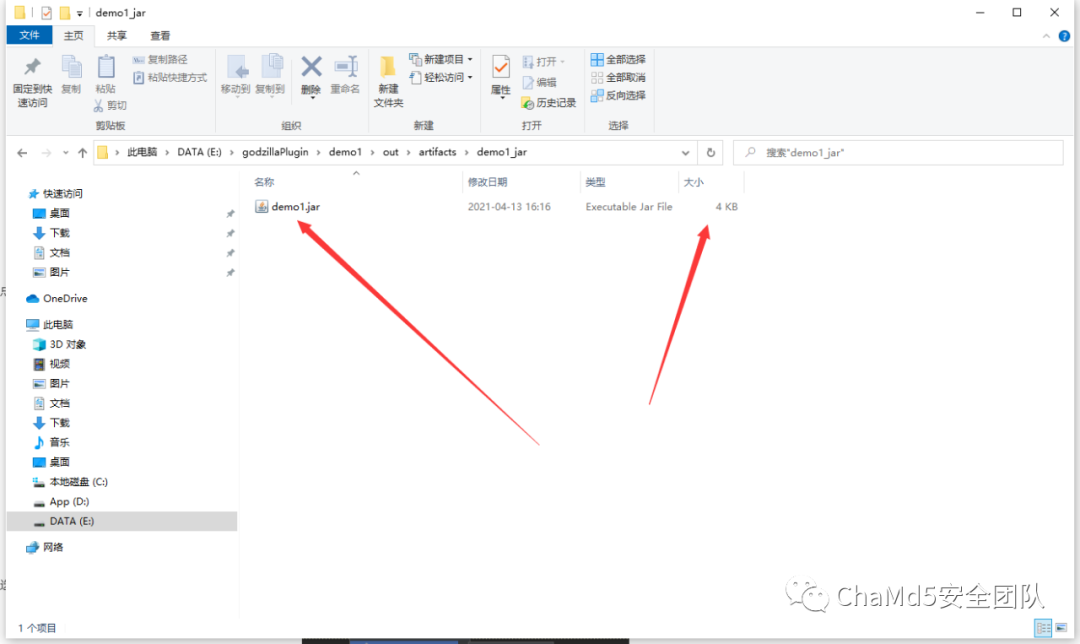 demo1_jar
文件 主页 共享 查看
固定到快速访问
复制
粘贴
复制路径
粘贴快捷方式
剪切
剪贴板
移动到
复制到
删除
重命名
组织
新建文件夹
新建项目
轻松访问
新建
属性
打开
编辑
历史记录
打开
全部选择
全部取消
反向选择
选择
此电脑 › DATA (E:) › godzillaPlugin › demo1 › out › artifacts › demo1_jar
搜索"demo1_jar"
名称 修改日期 类型 大小
demo1.jar 2021-04-13 16:16 Executable Jar File 4 KB
快速访问
桌面
下载
文档
图片
OneDrive
此电脑
3D 对象
视频
图片
文档
下载
音乐
桌面
本地磁盘 (C:)
App (D:)
DATA (E:)
网络
ChaMd5安全团队
1 个项目